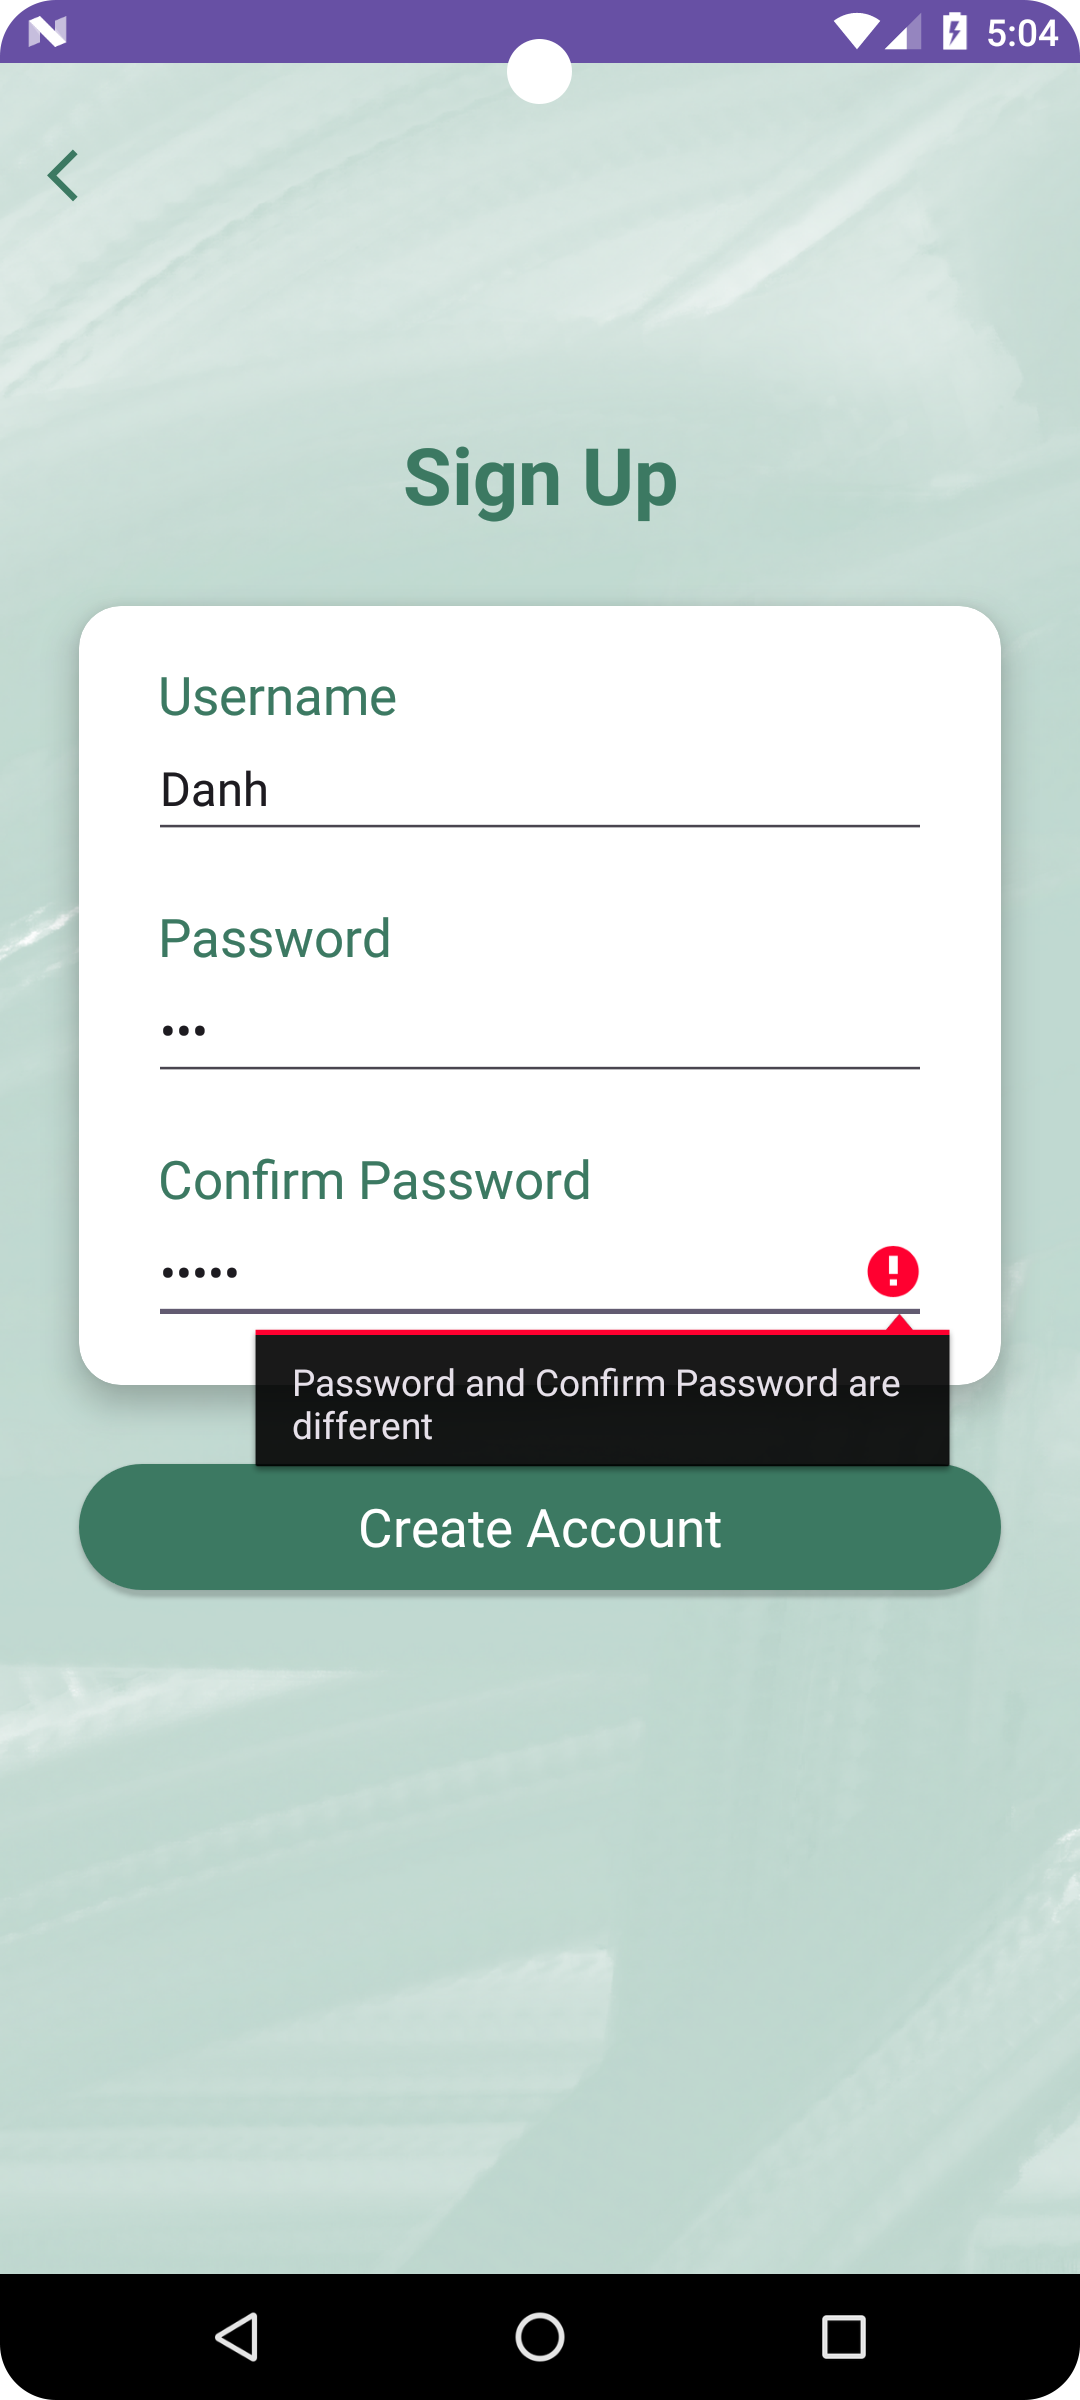 5:04
Sign Up
Username
Danh
Password
•••
Confirm Password
•••••
Password and Confirm Password are
different
Create Account